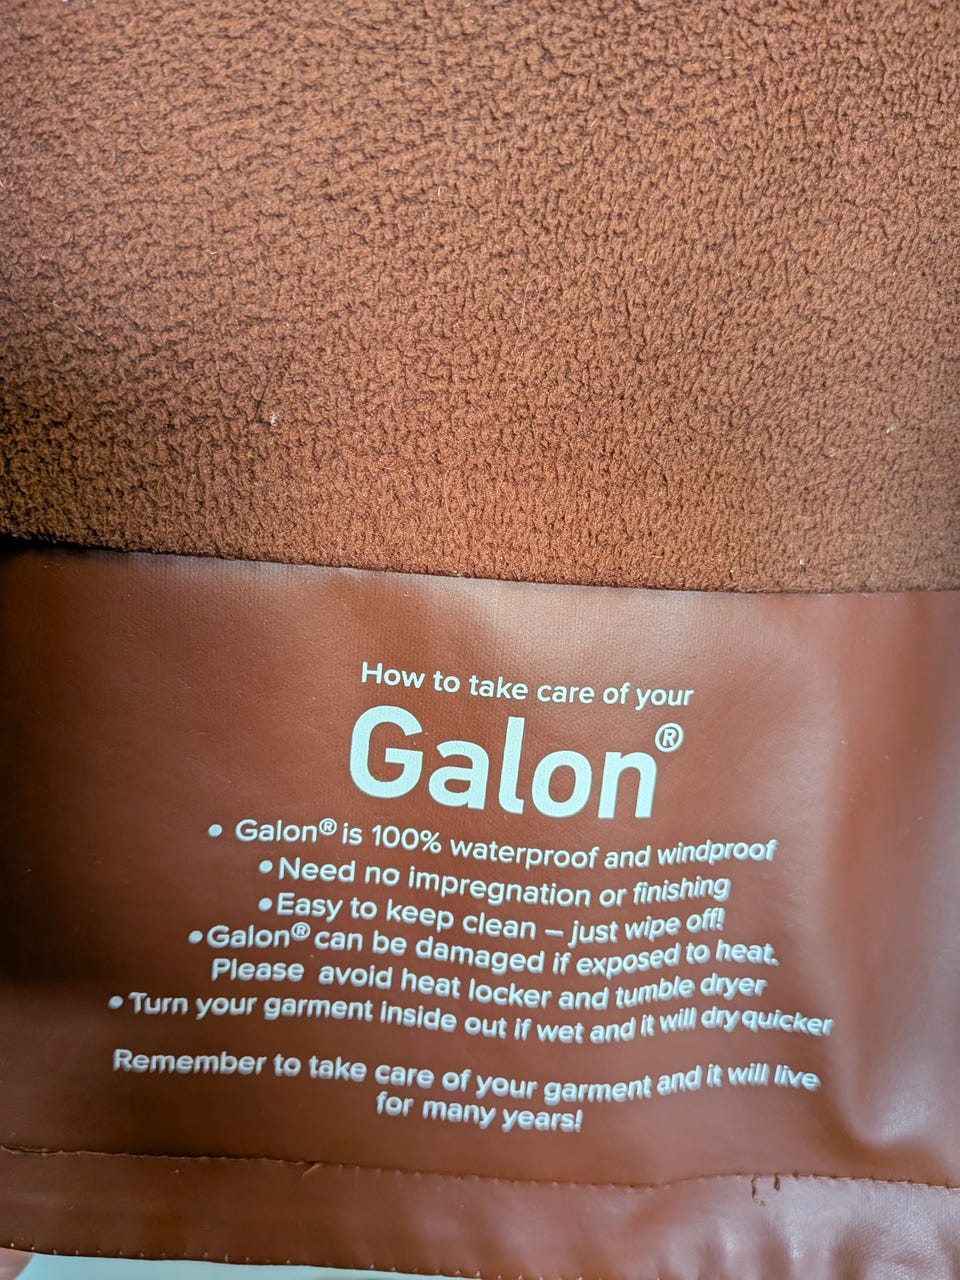 How to take care of your
Galon®
• Galon® is 100% waterproof and windproof
• Need no impregnation or finishing
• Easy to keep clean – just wipe off!
• Galon® can be damaged if exposed to heat.
Please avoid heat locker and tumble dryer
• Turn your garment inside out if wet and it will dry quicker
Remember to take care of your garment and it will live
for many years!